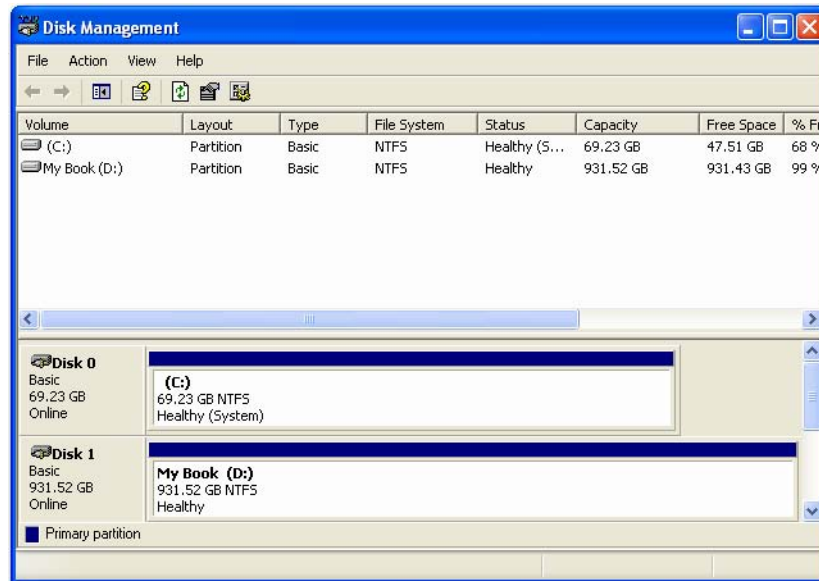 Disk Management
File Action View Help
Volume Layout Type File System Status Capacity Free Space % F
(C:) Partition Basic NTFS Healthy (S... 69.23 GB 47.51 GB 68 %
My Book (D:) Partition Basic NTFS Healthy 931.52 GB 931.43 GB 99 %
Disk 0
Basic
69.23 GB
Online
(C:)
69.23 GB NTFS
Healthy (System)
Disk 1
Basic
931.52 GB
Online
My Book (D:)
931.52 GB NTFS
Healthy
Primary partition